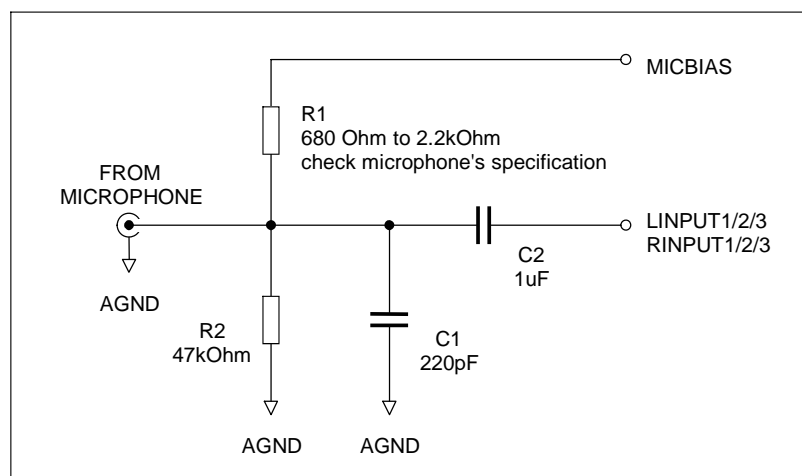 MICBIAS
R1
680 Ohm to 2.2kOhm
check microphone's specification
FROM
MICROPHONE
LINPUT1/2/3
RINPUT1/2/3
C2
1uF
AGND
R2
47kOhm
C1
220pF
AGND
AGND